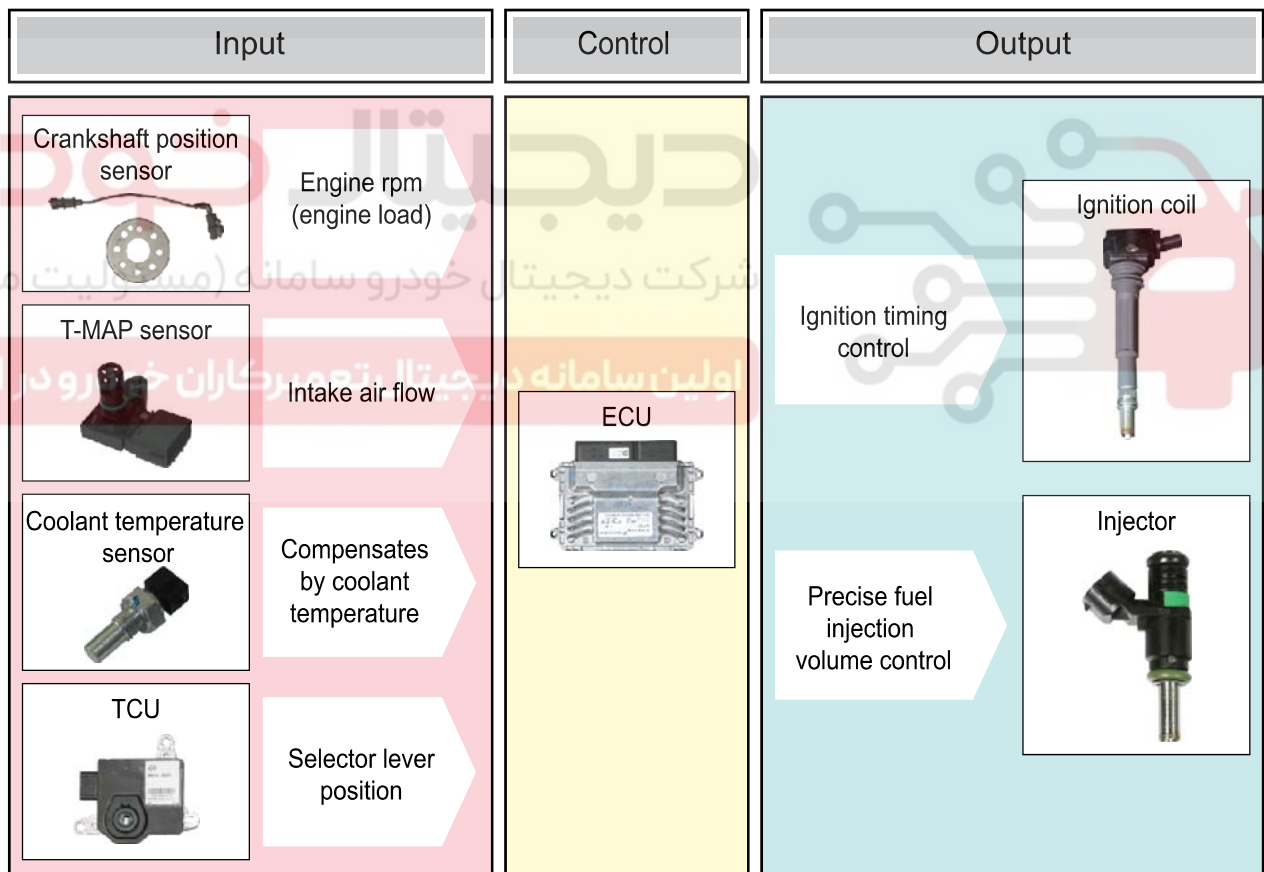 Input
Control
Output
Crankshaft position
sensor
Engine rpm
(engine load)
T-MAP sensor
Intake air flow
Coolant temperature
sensor
Compensates
by coolant
temperature
TCU
Selector lever
position
ECU
Ignition timing
control
Ignition coil
Precise fuel
injection
volume control
Injector
دیجیتال خود
شرکت دیجیتال خودرو سامانه (مسئولیت م
اولین سامانه دیجیتال تعمیرکاران خودرو در ا